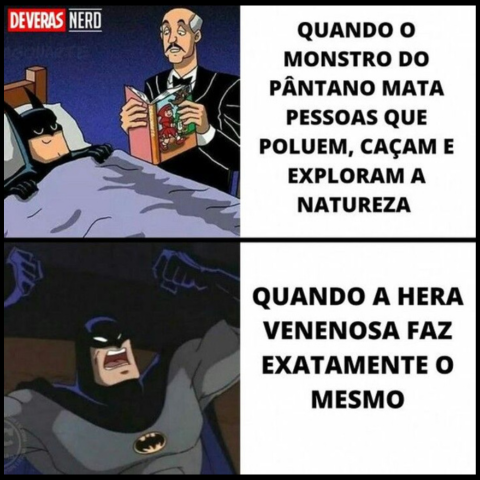 DEVERAS NERD
QUANDO O
MONSTRO DO
PÂNTANO MATA
PESSOAS QUE
POLUEM, CAÇAM E
EXPLORAM A
NATUREZA
QUANDO A HERA
VENENOSA FAZ
EXATAMENTE O
MESMO